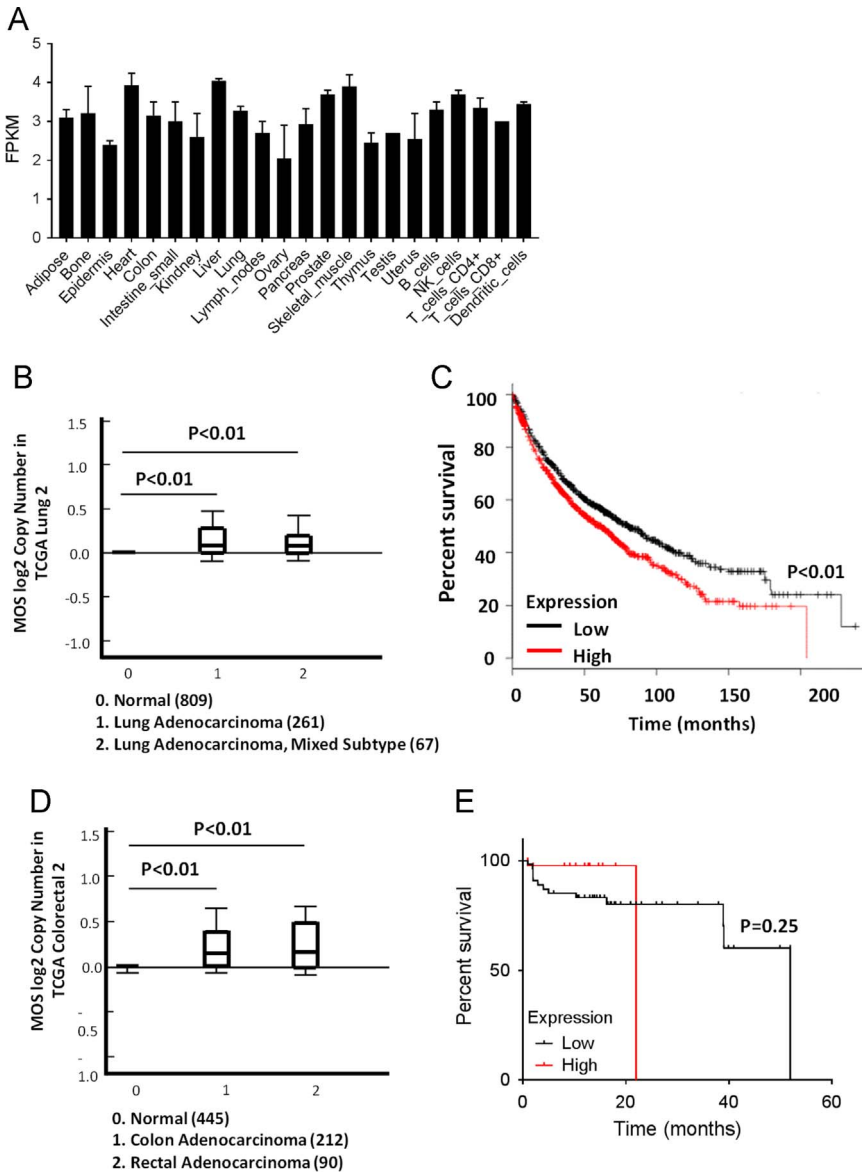 A
FPKM
5
4
3
2
1
0
Adipose
Bone
Epidermis
Heart
Colon
Intestine_small
Kindney
Liver
Lung
Lymph_nodes
Ovary
Pancreas
Prostate
Skeletal_muscle
Thymus
Testis
Uterus
B_cells
NK_cells
T_cells_CD4+
T_cells_CD8+
Dendritic_cells
B
MOS log2 Copy Number in
TCGA Lung 2
1.5
1.0
0.5
0.0
-0.5
-1.0
P<0.01
P<0.01
0 1 2
0. Normal (809)
1. Lung Adenocarcinoma (261)
2. Lung Adenocarcinoma, Mixed Subtype (67)
C
Percent survival
100
80
60
40
20
0
P<0.01
Expression
Low
High
0 50 100 150 200
Time (months)
D
MOS log2 Copy Number in
TCGA Colorectal 2
1.5
1.0
0.5
0.0
-
0.5
-
1.0
P<0.01
P<0.01
0 1 2
0. Normal (445)
1. Colon Adenocarcinoma (212)
2. Rectal Adenocarcinoma (90)
E
Percent survival
100
50
0
P=0.25
Expression
Low
High
0 20 40 60
Time (months)